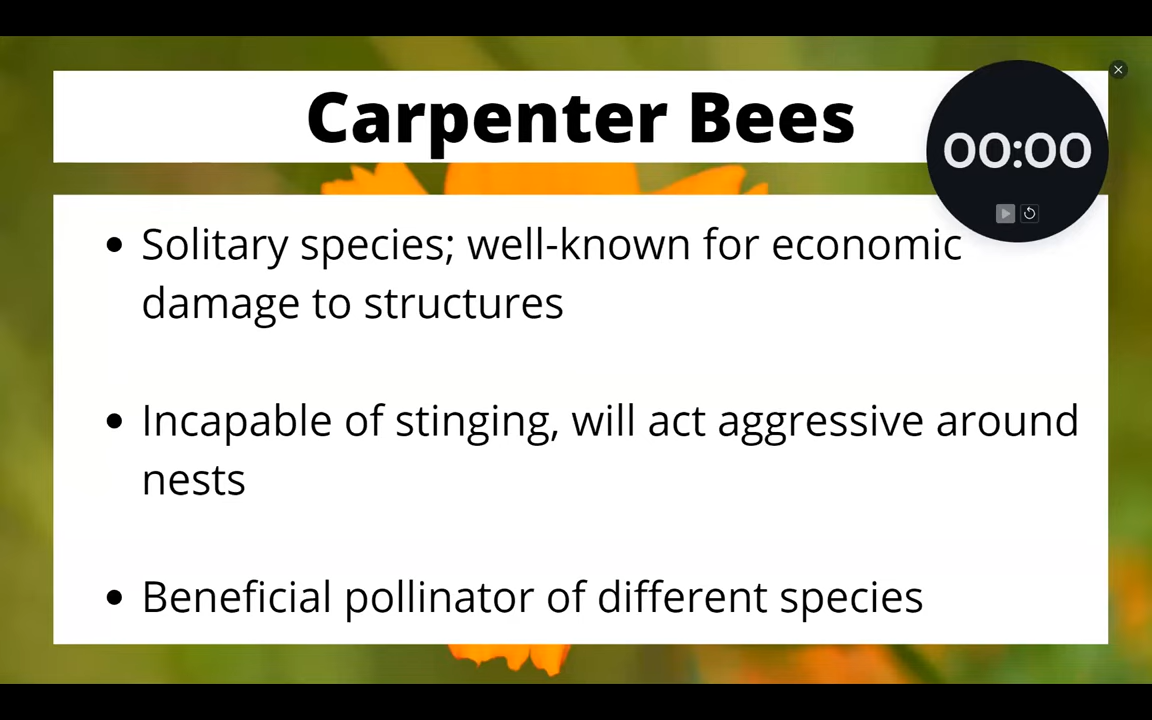 Carpenter Bees
00:00
• Solitary species; well-known for economic
damage to structures
• Incapable of stinging, will act aggressive around
nests
• Beneficial pollinator of different species